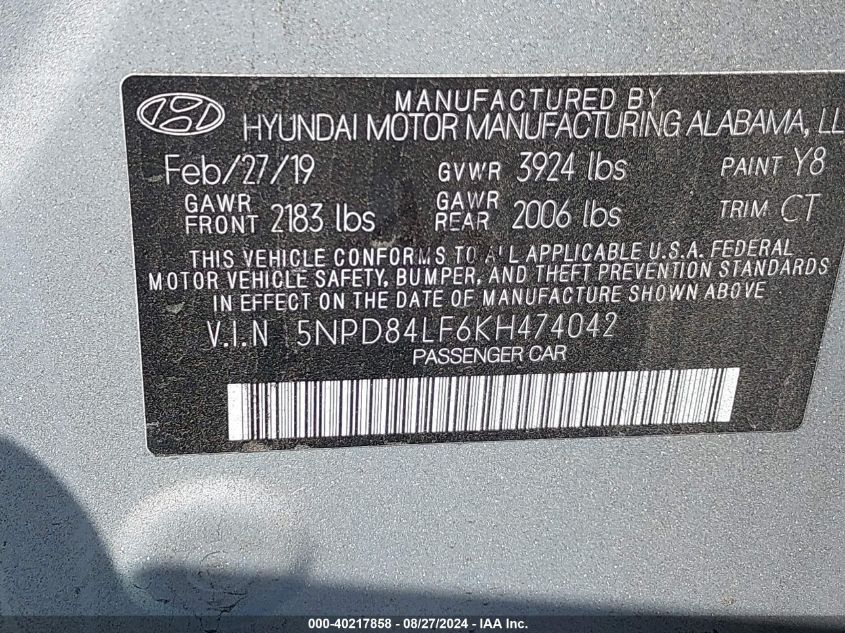 MANUFACTURED BY
HYUNDAI MOTOR MANUFACTURING ALABAMA, LL
Feb/27/19 GVWR 3924 lbs PAINT Y8
GAWR FRONT 2183 lbs GAWR REAR 2006 lbs TRIM CT
THIS VEHICLE CONFORMS TO ALL APPLICABLE U.S.A. FEDERAL
MOTOR VEHICLE SAFETY, BUMPER, AND THEFT PREVENTION STANDARDS
IN EFFECT ON THE DATE OF MANUFACTURE SHOWN ABOVE
V.I.N 5NPD84LF6KH474042
PASSENGER CAR
000-40217858 - 08/27/2024 - IAAI.com.